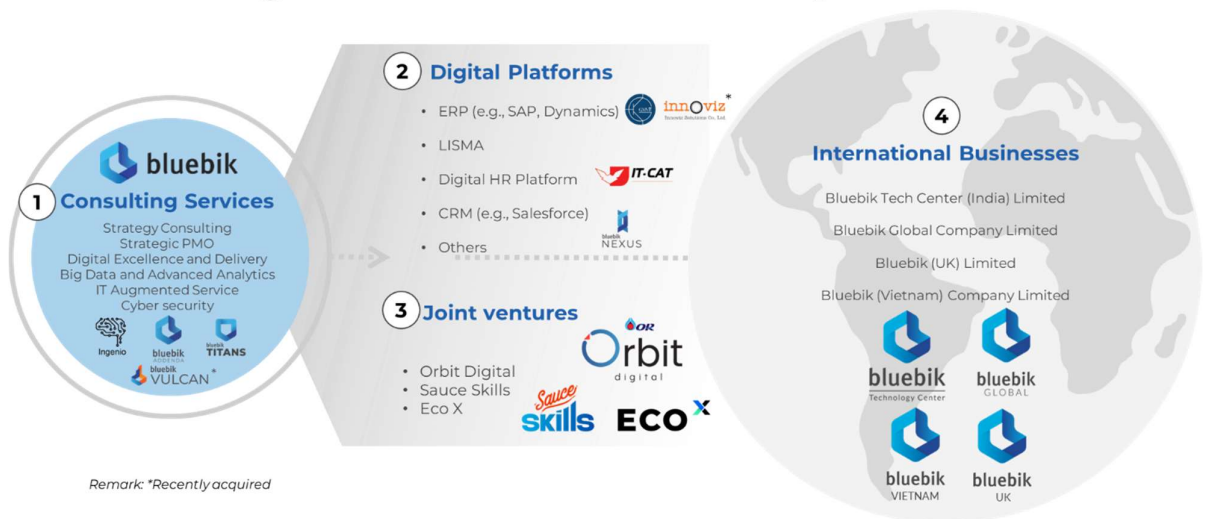 bluebik
1
Consulting Services
Strategy Consulting
Strategic PMO
Digital Excellence and Delivery
Big Data and Advanced Analytics
IT Augmented Service
Cyber security
Ingenio
bluebik
ADDENDA
bluebik
TITANS
bluebik
VULCAN *
2 Digital Platforms
• ERP (e.g., SAP, Dynamics)
innoviz *
• LISMA
• Digital HR Platform
IT-CAT
• CRM (e.g., Salesforce)
bluebik
NEXUS
• Others
3 Joint ventures
OR
Orbit
digital
• Orbit Digital
• Sauce Skills
• Eco X
Sauce
SKIllS
ECO X
4
International Businesses
Bluebik Tech Center (India) Limited
Bluebik Global Company Limited
Bluebik (UK) Limited
Bluebik (Vietnam) Company Limited
bluebik
Technology Center
bluebik
GLOBAL
bluebik
VIETNAM
bluebik
UK
Remark: *Recently acquired